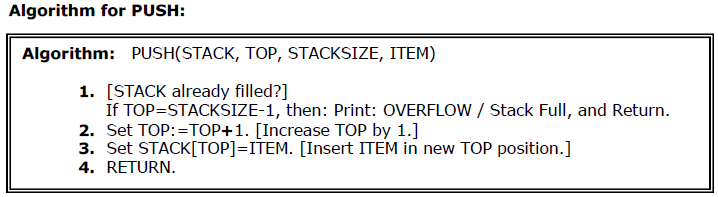 Algorithm for PUSH:
Algorithm: PUSH(STACK, TOP, STACKSIZE, ITEM)
1. [STACK already filled?]
If TOP=STACKSIZE-1, then: Print: OVERFLOW / Stack Full, and Return.
2. Set TOP:=TOP+1. [Increase TOP by 1.]
3. Set STACK[TOP]=ITEM. [Insert ITEM in new TOP position.]
4. RETURN.